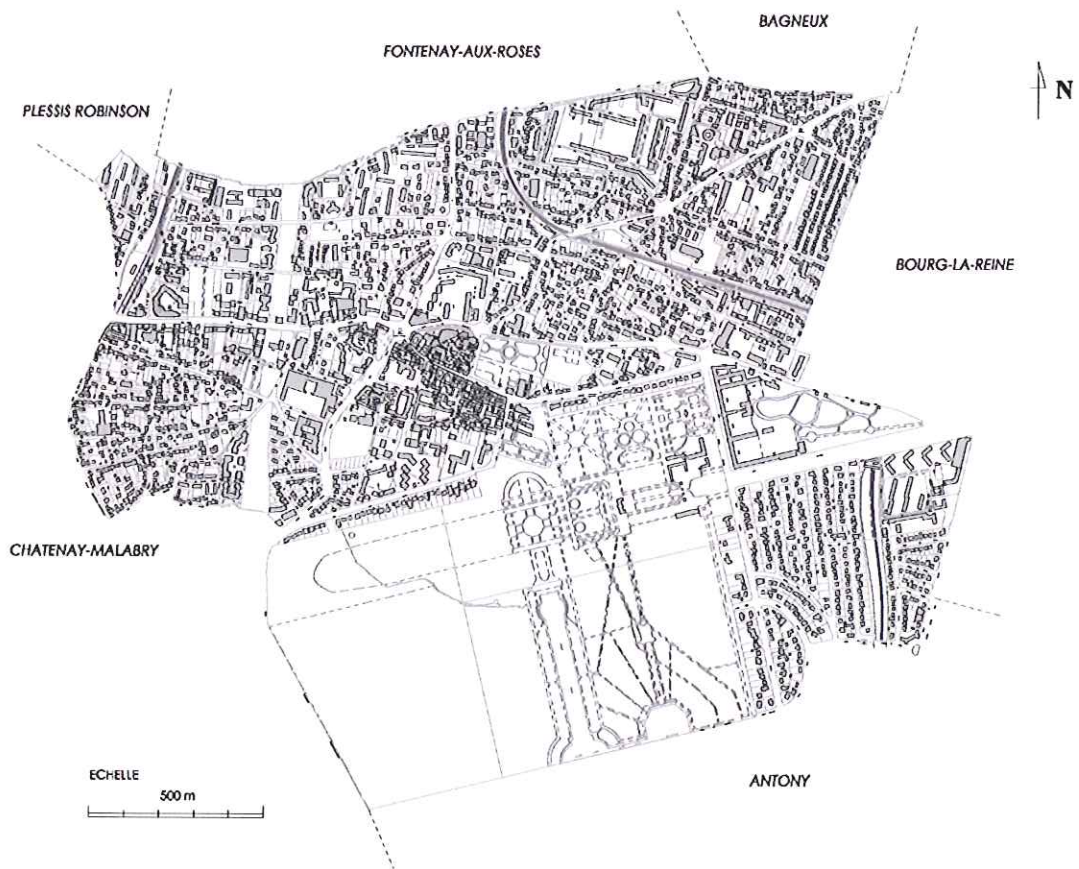 BAGNEUX
FONTENAY-AUX-ROSES
N
PLESSIS ROBINSON
BOURG-LA-REINE
CHATENAY-MALABRY
ECHELLE
500 m
ANTONY